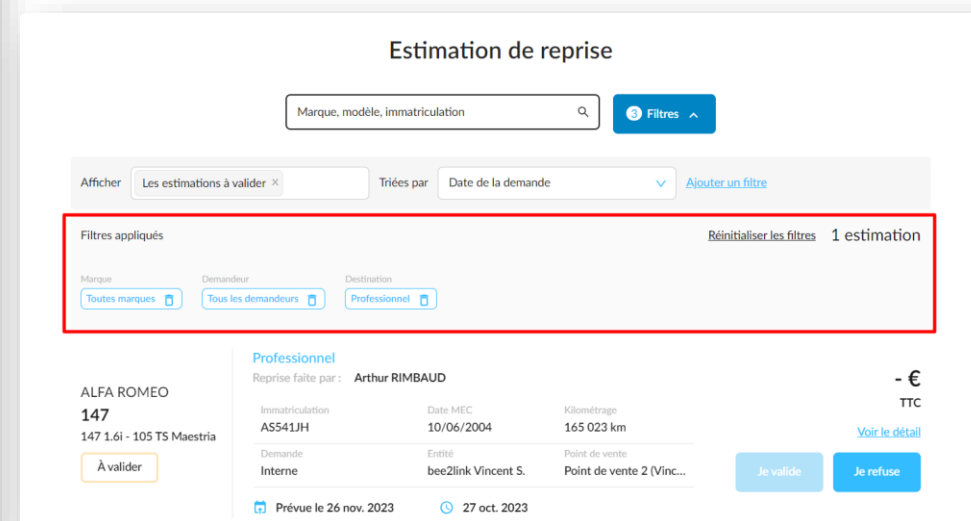 Estimation de reprise
Marque, modèle, immatriculation
3 Filtres
Afficher Les estimations à valider × Triées par Date de la demande Ajouter un filtre
Filtres appliqués Réinitialiser les filtres 1 estimation
Marque Demandeur Destination
Toutes marques Tous les demandeurs Professionnel
Professionnel
Reprise faite par : Arthur RIMBAUD
- €
TTC
ALFA ROMEO
147
147 1.6i - 105 TS Maestria
À valider
Immatriculation Date MEC Kilométrage
AS541JH 10/06/2004 165 023 km
Voir le détail
Demande Entité Point de vente
Interne bee2link Vincent S. Point de vente 2 (Vinc...
Je valide Je refuse
Prévue le 26 nov. 2023 27 oct. 2023